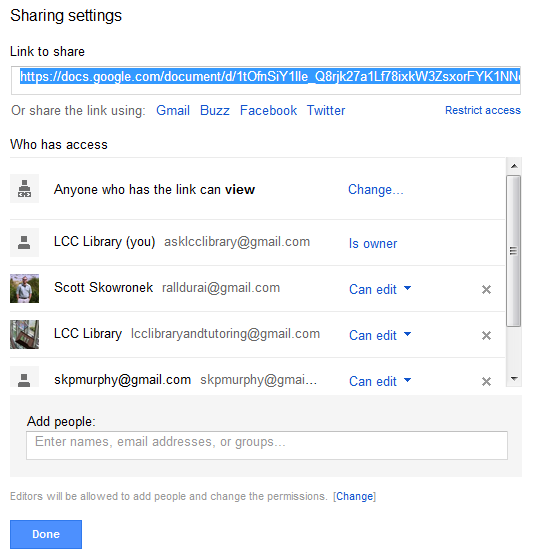 Sharing settings
Link to share
https://docs.google.com/document/d/1tOfnSiY1lle_Q8rjk27a1Lf78ixkW3ZsxorFYK1NN
Or share the link using: Gmail Buzz Facebook Twitter Restrict access
Who has access
Anyone who has the link can view Change...
LCC Library (you) asklcclibrary@gmail.com Is owner
Scott Skowronek ralldurai@gmail.com Can edit
LCC Library lcclibraryandtutoring@gmail.com Can edit
skpmurphy@gmail.com skpmurphy@gmai... Can edit
Add people:
Enter names, email addresses, or groups...
Editors will be allowed to add people and change the permissions. [Change]
Done